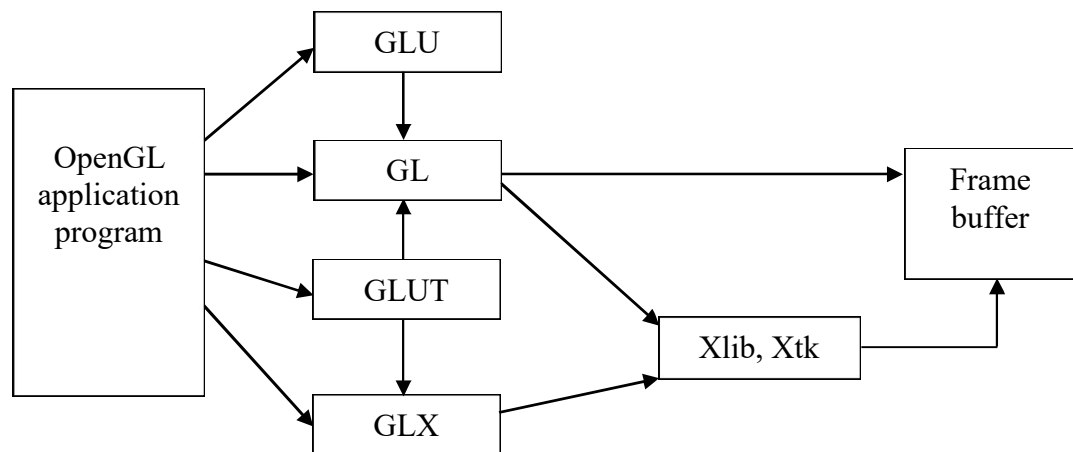 GLU
OpenGL
application
program
GL
GLUT
GLX
Xlib, Xtk
Frame
buffer